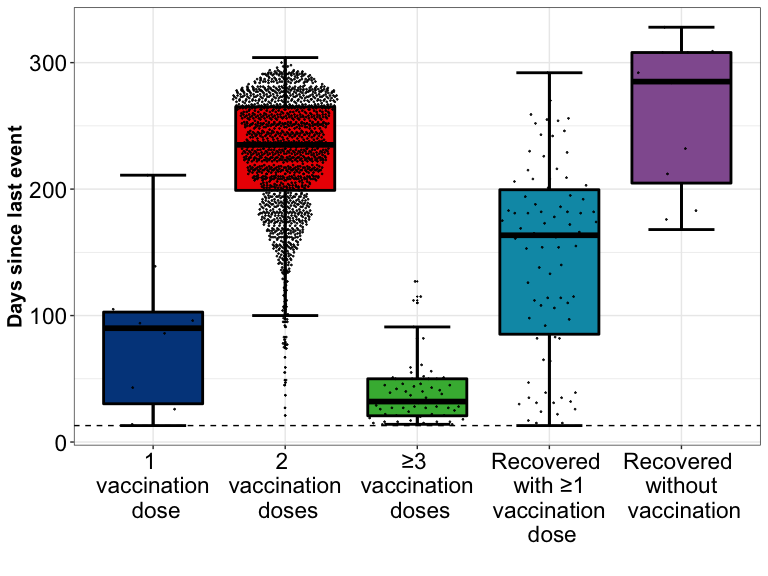 Days since last event
300
200
100
0
1
vaccination
dose
2
vaccination
doses
≥3
vaccination
doses
Recovered
with ≥1
vaccination
dose
Recovered
without
vaccination